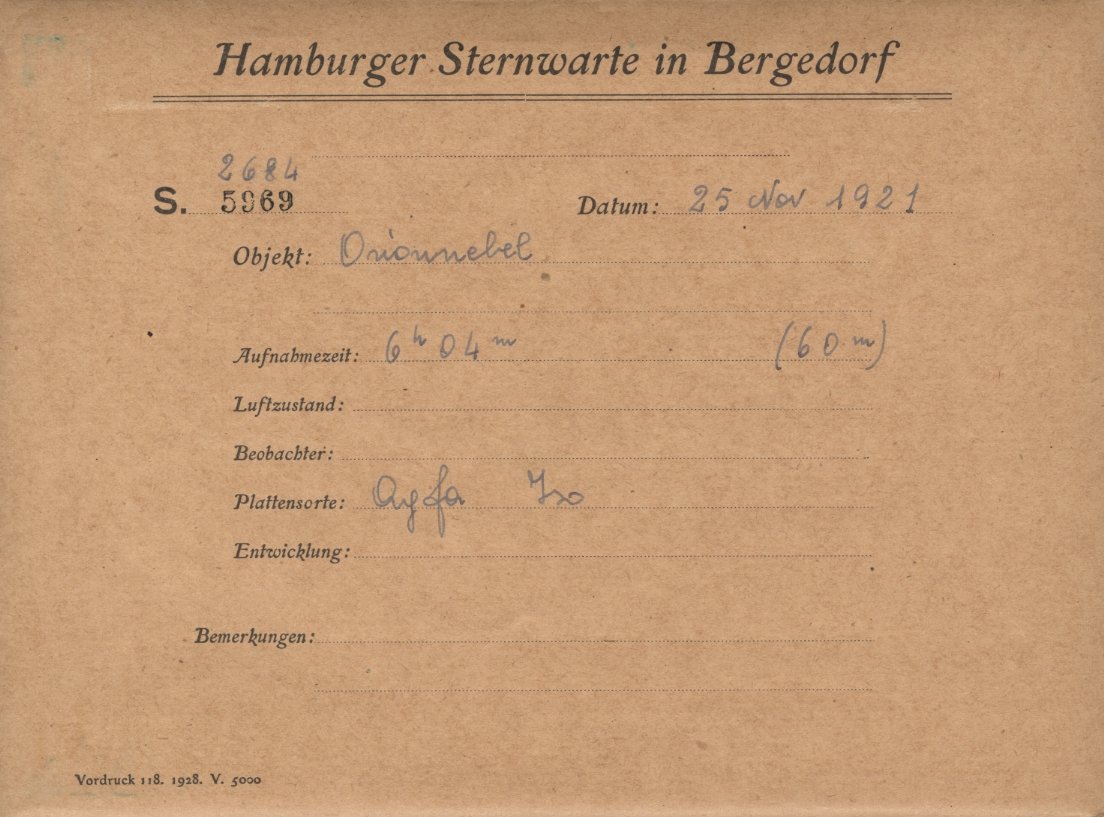 Hamburger Sternwarte in Bergedorf
2684
S. 5969 Datum: 25 Nov 1921
Objekt: Orionnebel
Aufnahmezeit: 6h 04m (60m)
Luftzustand:
Beobachter:
Plattensorte: Agfa Iso
Entwicklung:
Bemerkungen:
Vordruck 118. 1928. V. 5000